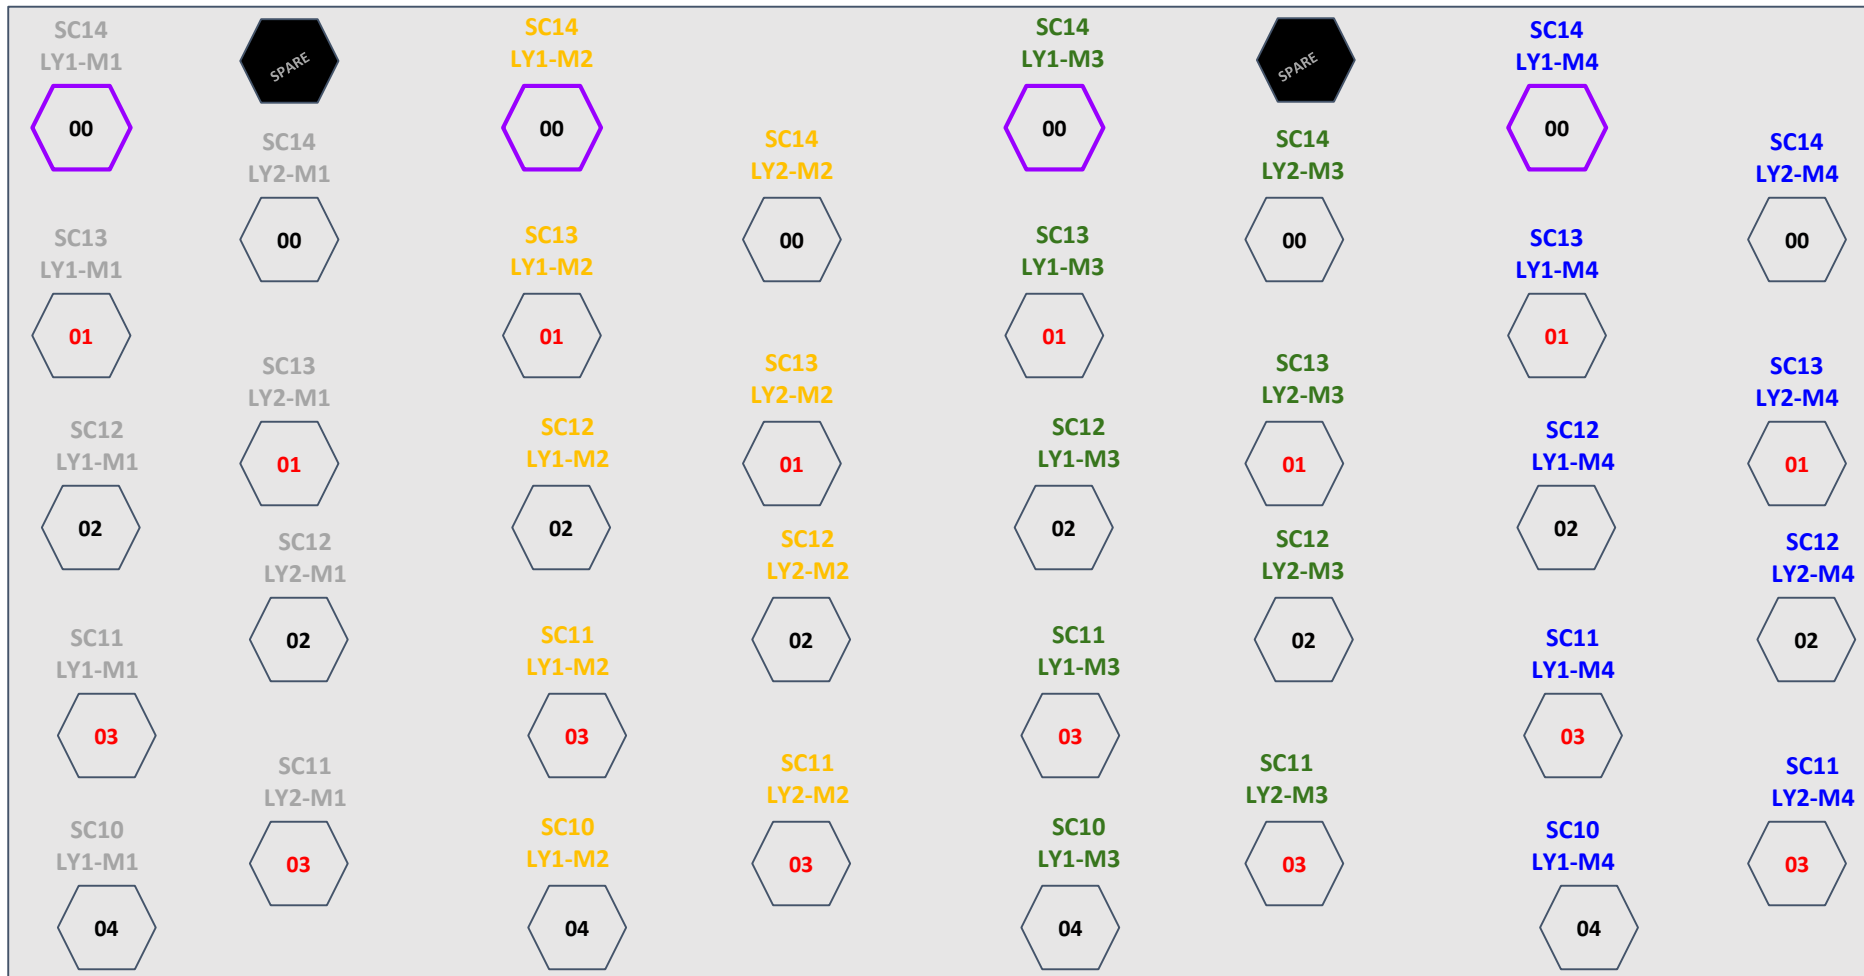 SC14
LY1-M1
00
SPARE
SC14
LY1-M2
00
SC14
LY1-M3
00
SPARE
SC14
LY1-M4
00
SC14
LY2-M1
00
SC14
LY2-M2
00
SC14
LY2-M3
00
SC14
LY2-M4
00
SC13
LY1-M1
01
SC13
LY1-M2
01
SC13
LY1-M3
01
SC13
LY1-M4
01
SC13
LY2-M1
01
SC13
LY2-M2
01
SC13
LY2-M3
01
SC13
LY2-M4
01
SC12
LY1-M1
02
SC12
LY1-M2
02
SC12
LY1-M3
02
SC12
LY1-M4
02
SC12
LY2-M1
02
SC12
LY2-M2
02
SC12
LY2-M3
02
SC12
LY2-M4
02
SC11
LY1-M1
03
SC11
LY1-M2
03
SC11
LY1-M3
03
SC11
LY1-M4
03
SC11
LY2-M1
03
SC11
LY2-M2
03
SC11
LY2-M3
03
SC11
LY2-M4
03
SC10
LY1-M1
04
SC10
LY1-M2
04
SC10
LY1-M3
04
SC10
LY1-M4
04